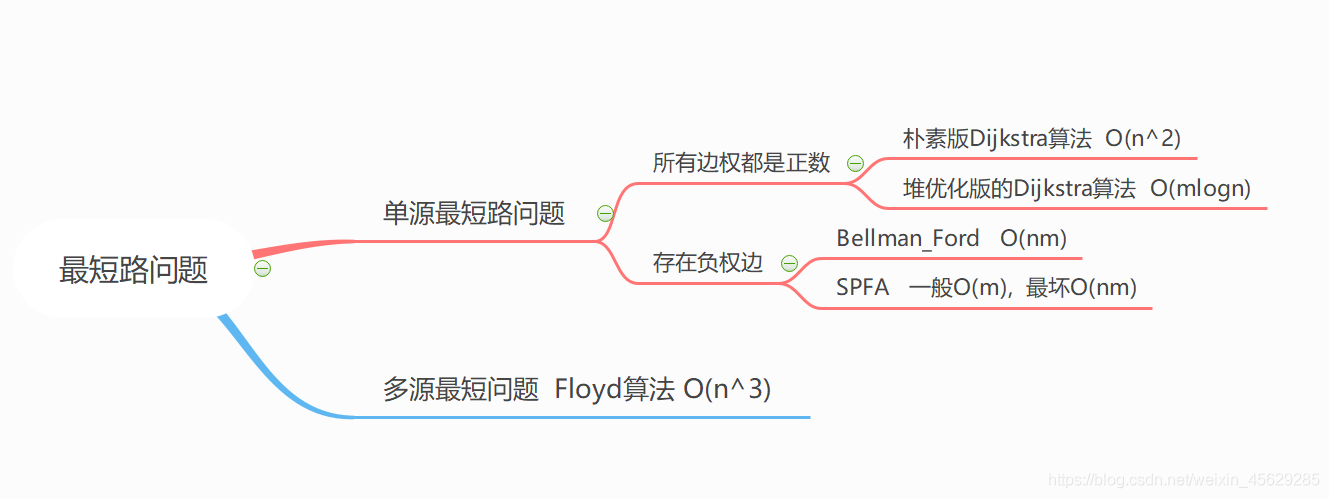 最短路问题
单源最短路问题
所有边权都是正数
朴素版Dijkstra算法 O(n^2)
堆优化版的Dijkstra算法 O(mlogn)
存在负权边
Bellman_Ford O(nm)
SPFA 一般O(m), 最坏O(nm)
多源最短问题 Floyd算法 O(n^3)
https://blog.csdn.net/weixin_45629285